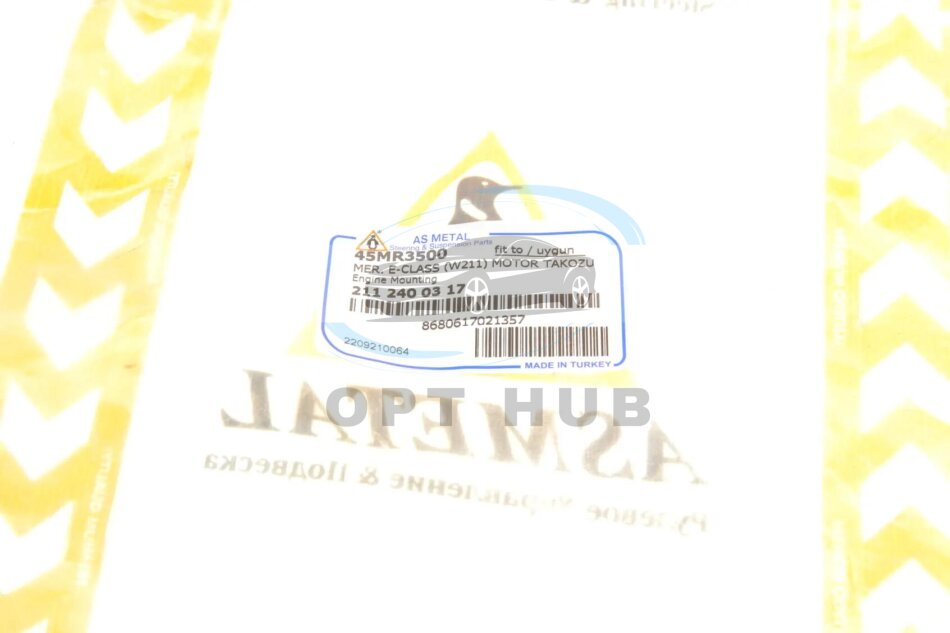 Steering &
AS METAL
Steering & Suspension Parts
45MR3500 fit to / uygun
MER. E-CLASS (W211) MOTOR TAKOZU
Engine Mounting
211 240 03 17
8680617021357
2209210064
MADE IN TURKEY
OPT HUB
ASMETAL
Рулевое Управление & Подвеска